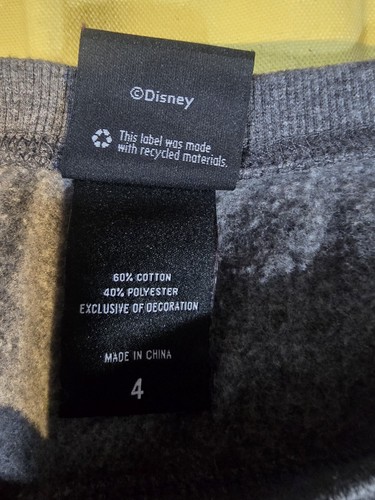 ©Disney
This label was made
with recycled materials.
60% COTTON
40% POLYESTER
EXCLUSIVE OF DECORATION
MADE IN CHINA
4